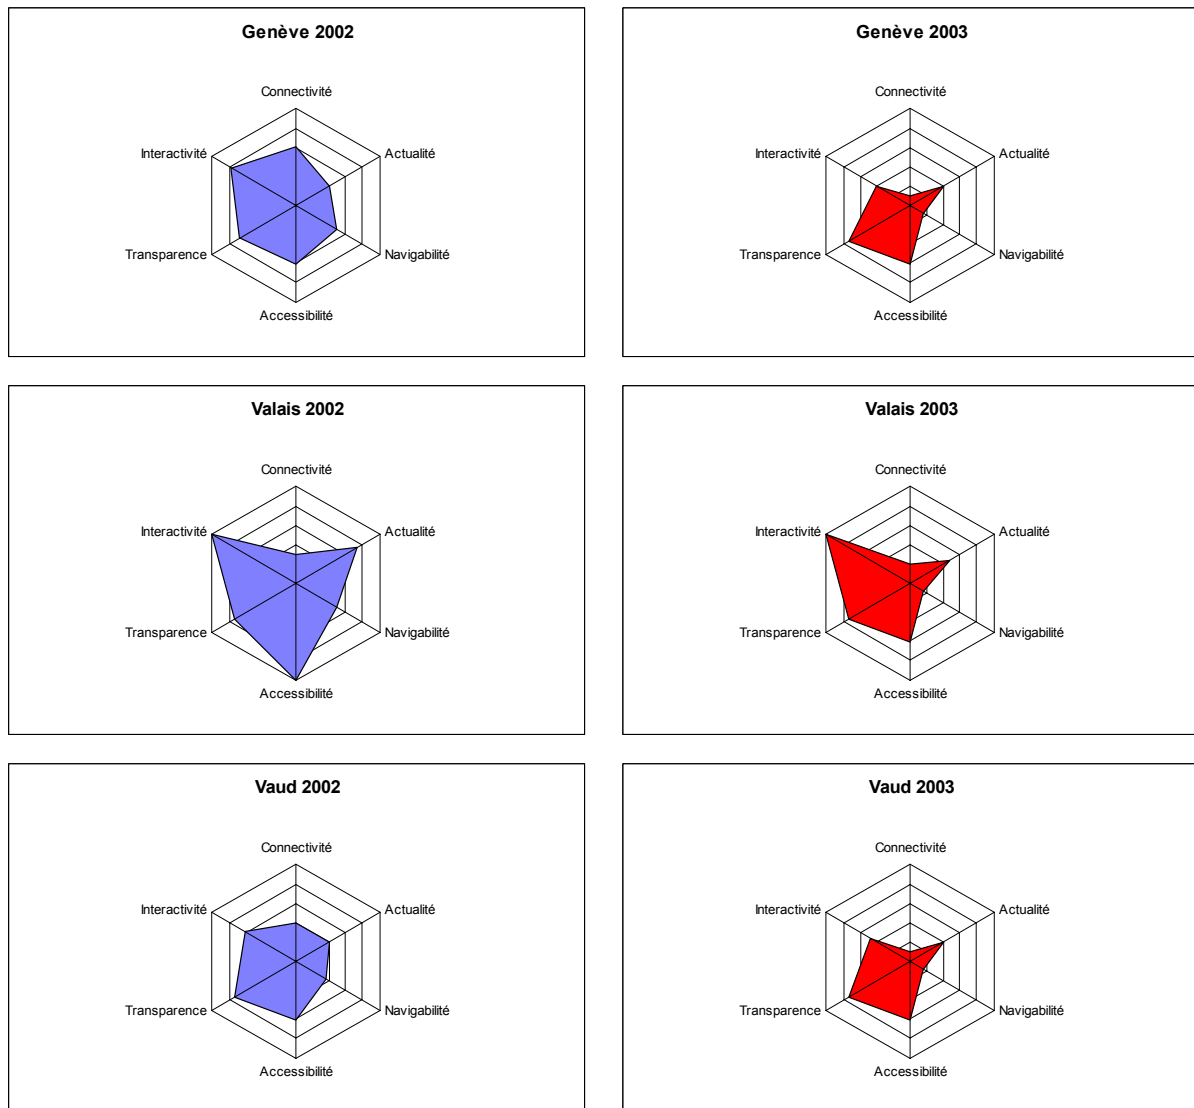 Genève 2002
Connectivité
Interactivité
Actualité
Transparence
Navigabilité
Accessibilité
Genève 2003
Connectivité
Interactivité
Actualité
Transparence
Navigabilité
Accessibilité
Valais 2002
Connectivité
Interactivité
Actualité
Transparence
Navigabilité
Accessibilité
Valais 2003
Connectivité
Interactivité
Actualité
Transparence
Navigabilité
Accessibilité
Vaud 2002
Connectivité
Interactivité
Actualité
Transparence
Navigabilité
Accessibilité
Vaud 2003
Connectivité
Interactivité
Actualité
Transparence
Navigabilité
Accessibilité